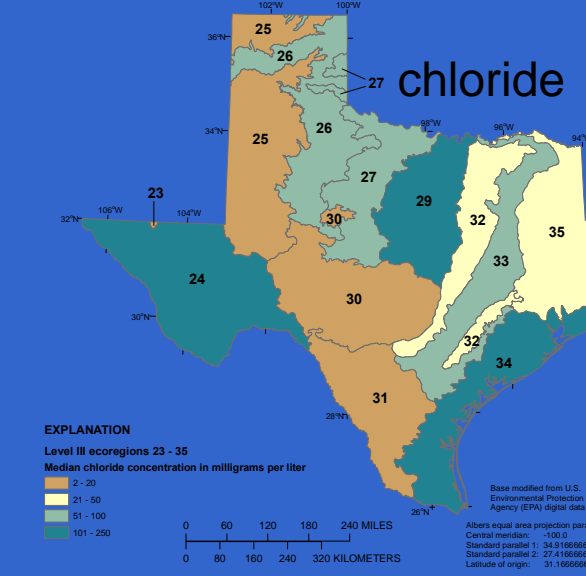 102°W 100°W
36°N
25
26
27
chloride
34°N
25
26
98°W
96°W
94°
27
23
29
30
32
35
32°N
106°W
104°W
24
33
30
30°N
32
34
31
28°N
26°N
EXPLANATION
Level III ecoregions 23 - 35
Median chloride concentration in milligrams per liter
2 - 20
21 - 50
51 - 100
101 - 250
0 60 120 180 240 MILES
0 80 160 240 320 KILOMETERS
Base modified from U.S.
Environmental Protection
Agency (EPA) digital data
Albers equal area projection para
Central meridian: -100.0
Standard parallel 1: 34.9166666
Standard parallel 2: 27.4166666
Latitude of origin: 31.1666666